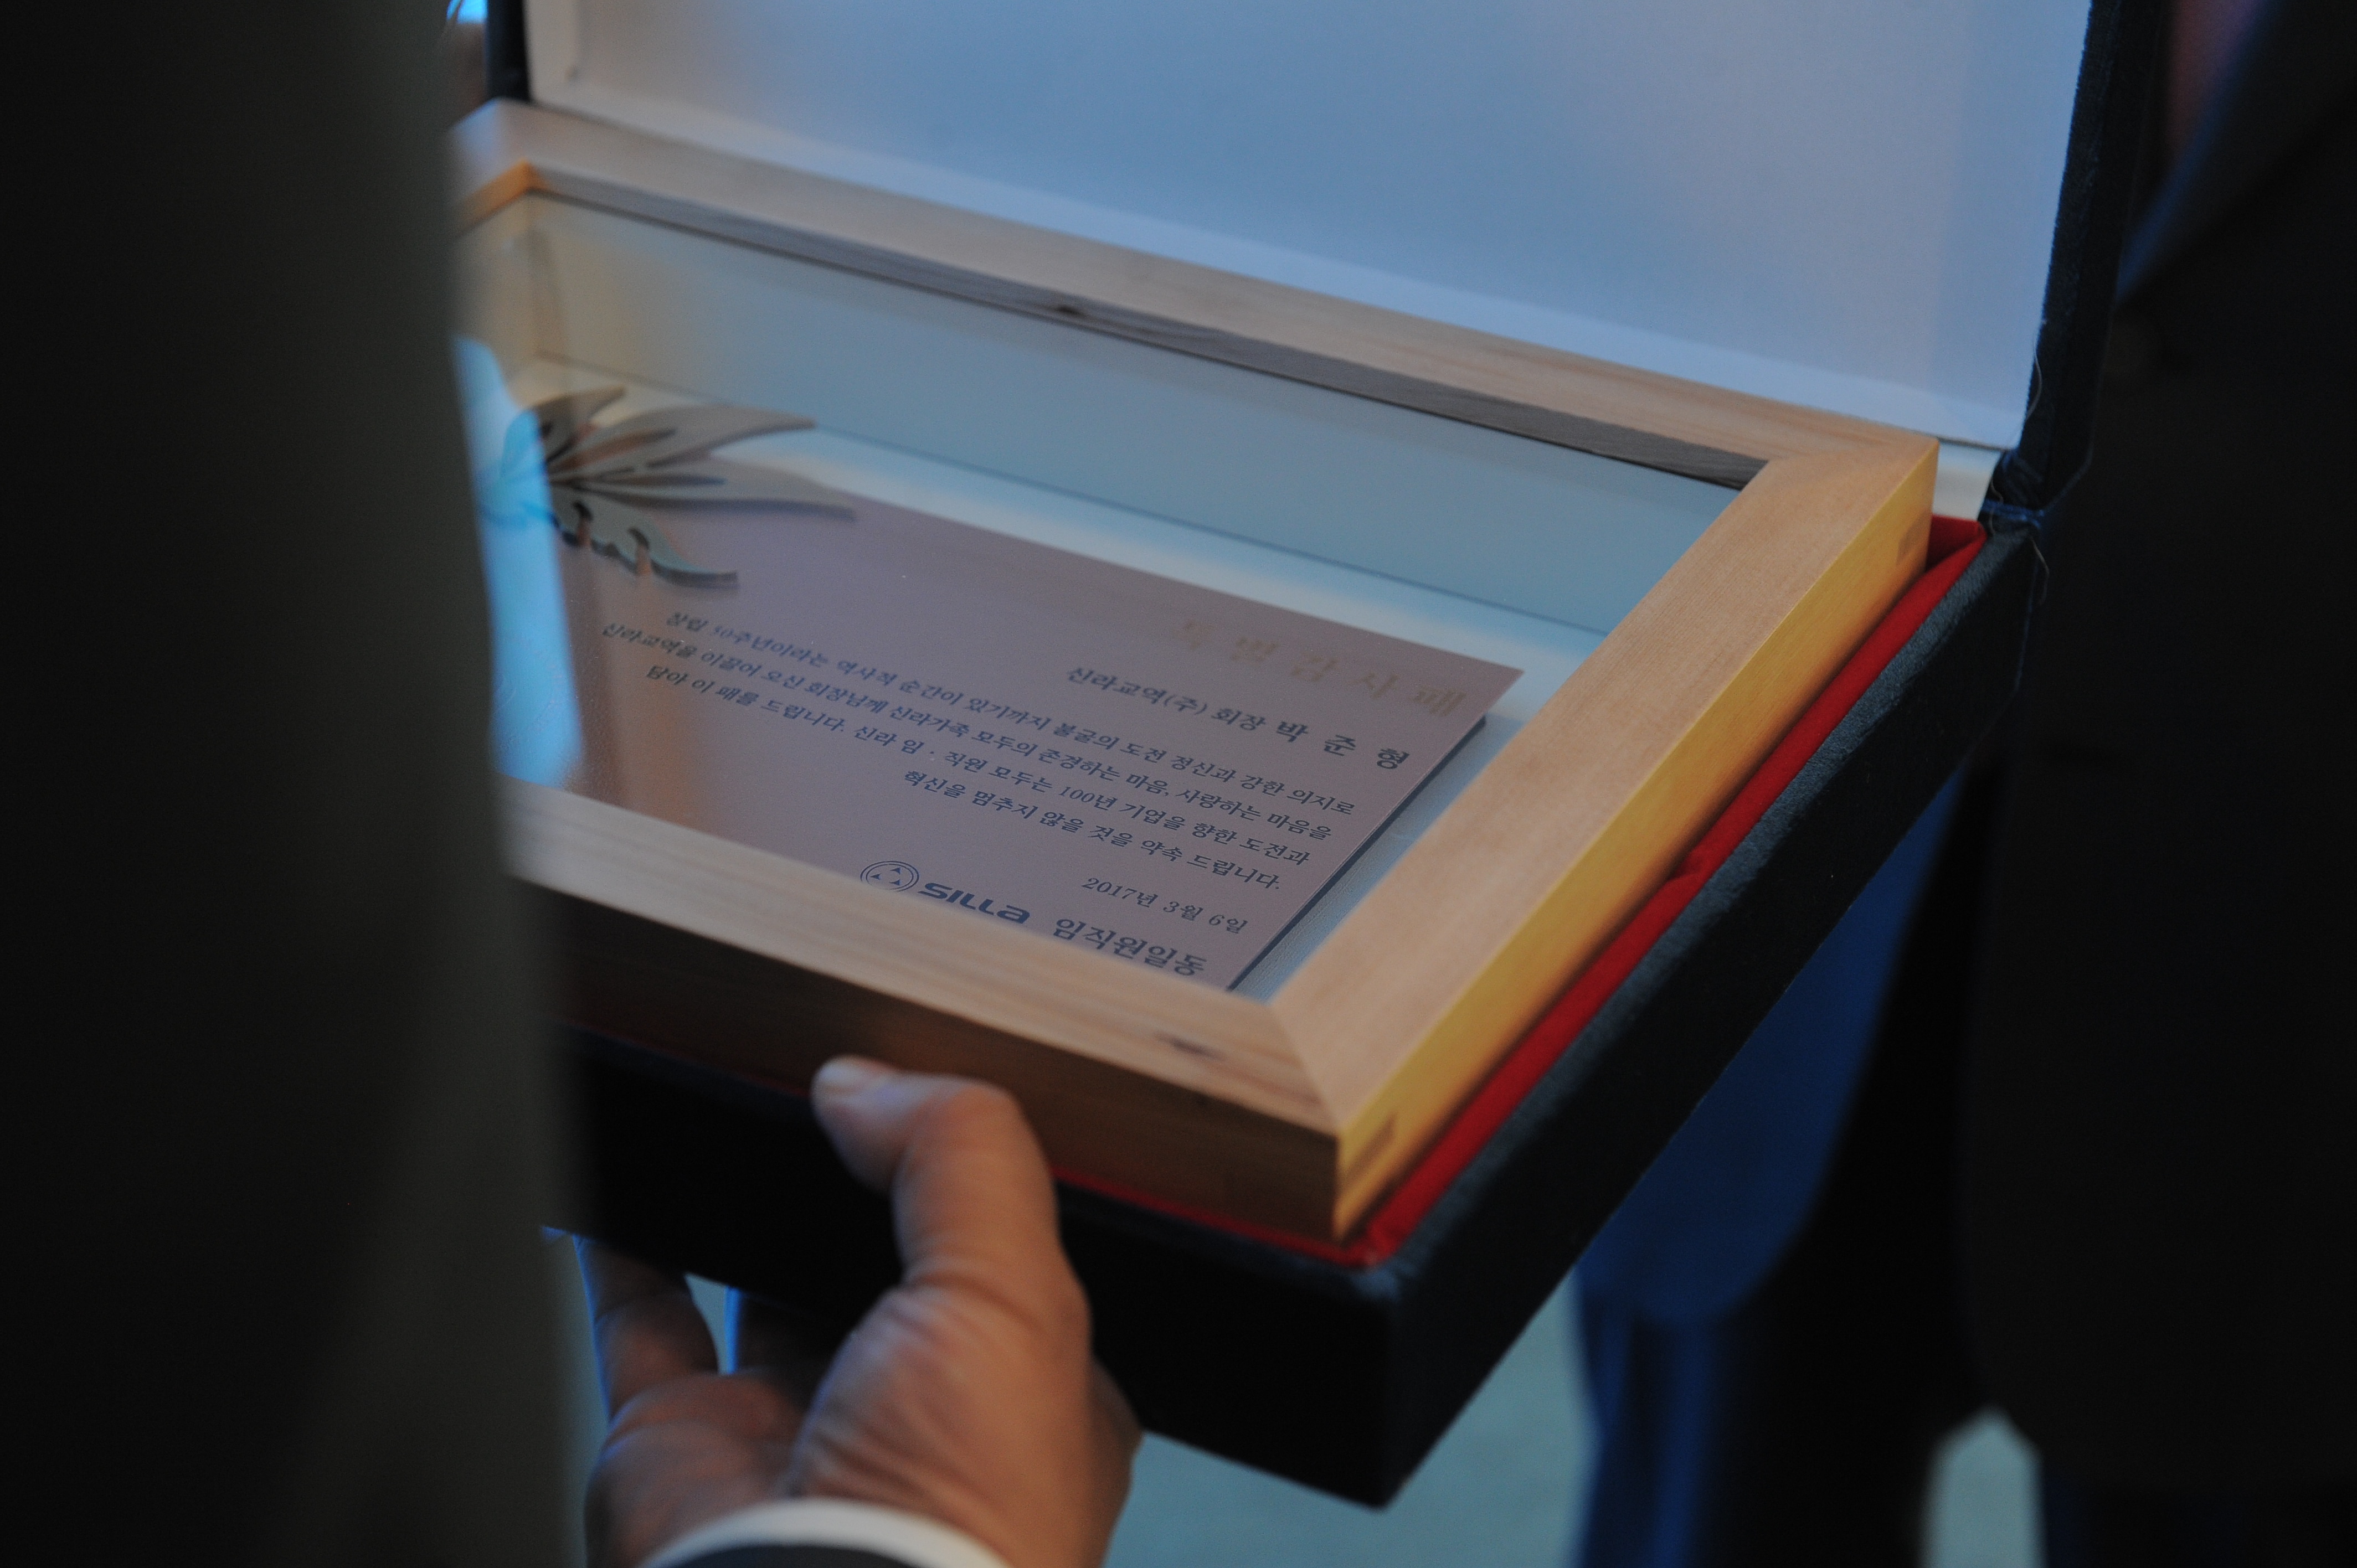 특별감사패
신라교역(주) 회장 박 준 형
창립 50주년이라는 역사적 순간이 있기까지 불굴의 도전 정신과 강한 의지로
신라교역을 이끌어 오신 회장님께 신라가족 모두의 존경하는 마음, 사랑하는 마음을
담아 이 패를 드립니다. 신라 임 · 직원 모두는 100년 기업을 향한 도전과
혁신을 멈추지 않을 것을 약속 드립니다.
2017년 3월 6일
SILLA 임직원일동